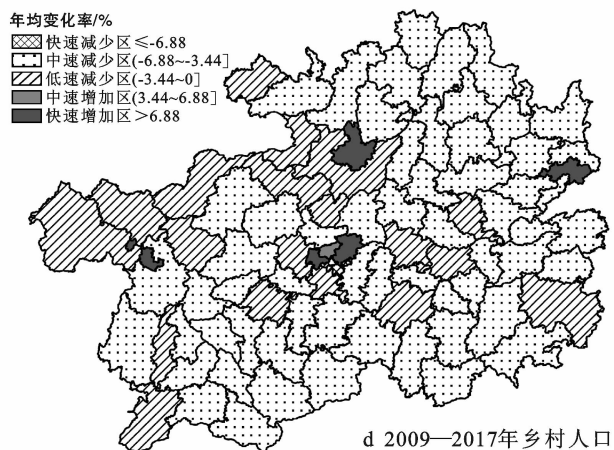 年均变化率/%
快速减少区≤-6.88
中速减少区(-6.88~-3.44]
低速减少区(-3.44~0]
中速增加区(3.44~6.88]
快速增加区>6.88
d 2009—2017年乡村人口